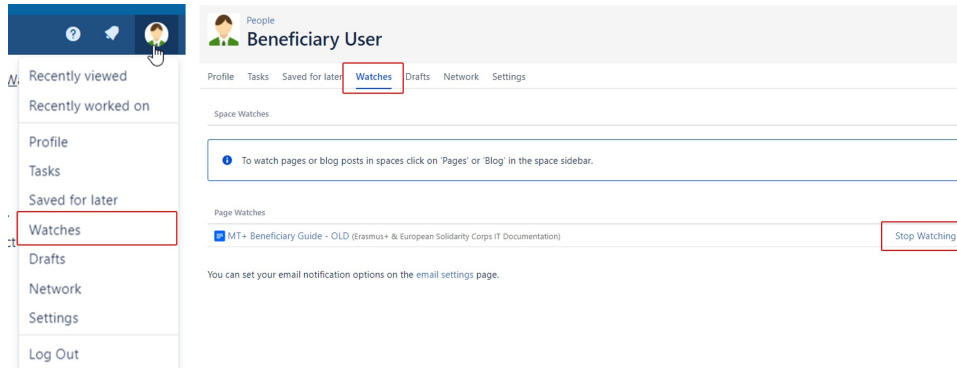 Recently viewed
Recently worked on
Profile
Tasks
Saved for later
Watches
Drafts
Network
Settings
Log Out
People
Beneficiary User
Profile Tasks Saved for later Watches Drafts Network Settings
Space Watches
To watch pages or blog posts in spaces click on 'Pages' or 'Blog' in the space sidebar.
Page Watches
MT+ Beneficiary Guide - OLD (Erasmus+ & European Solidarity Corps IT Documentation) Stop Watching
You can set your email notification options on the email settings page.